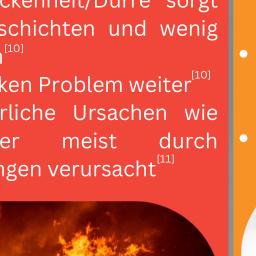 ckenheit/Dürre sorgt
schichten und wenig
[10]
ken Problem weiter[10]
rliche Ursachen wie
er meist durch
ngen verursacht[11]